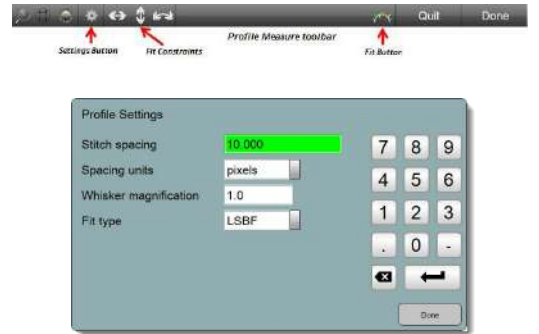 Quit Done
Settings Button Fit Constraints Profile Measure toolbar Fit Button
Profile Settings
Stitch spacing 10.000
Spacing units pixels
Whisker magnification 1.0
Fit type LSBF
7 8 9
4 5 6
1 2 3
. 0 -
Done